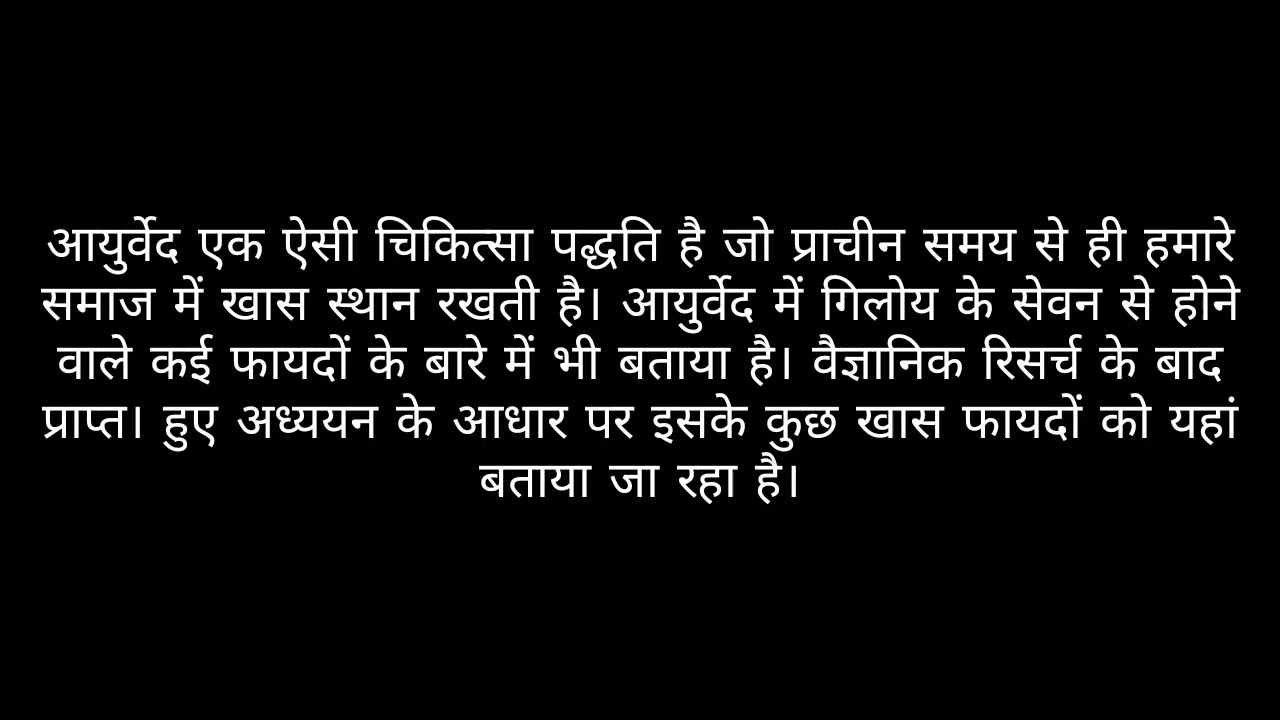 आयुर्वेद एक ऐसी चिकित्सा पद्धति है जो प्राचीन समय से ही हमारे
समाज में खास स्थान रखती है। आयुर्वेद में गिलोय के सेवन से होने
वाले कई फायदों के बारे में भी बताया है। वैज्ञानिक रिसर्च के बाद
प्राप्त। हुए अध्ययन के आधार पर इसके कुछ खास फायदों को यहां
बताया जा रहा है।